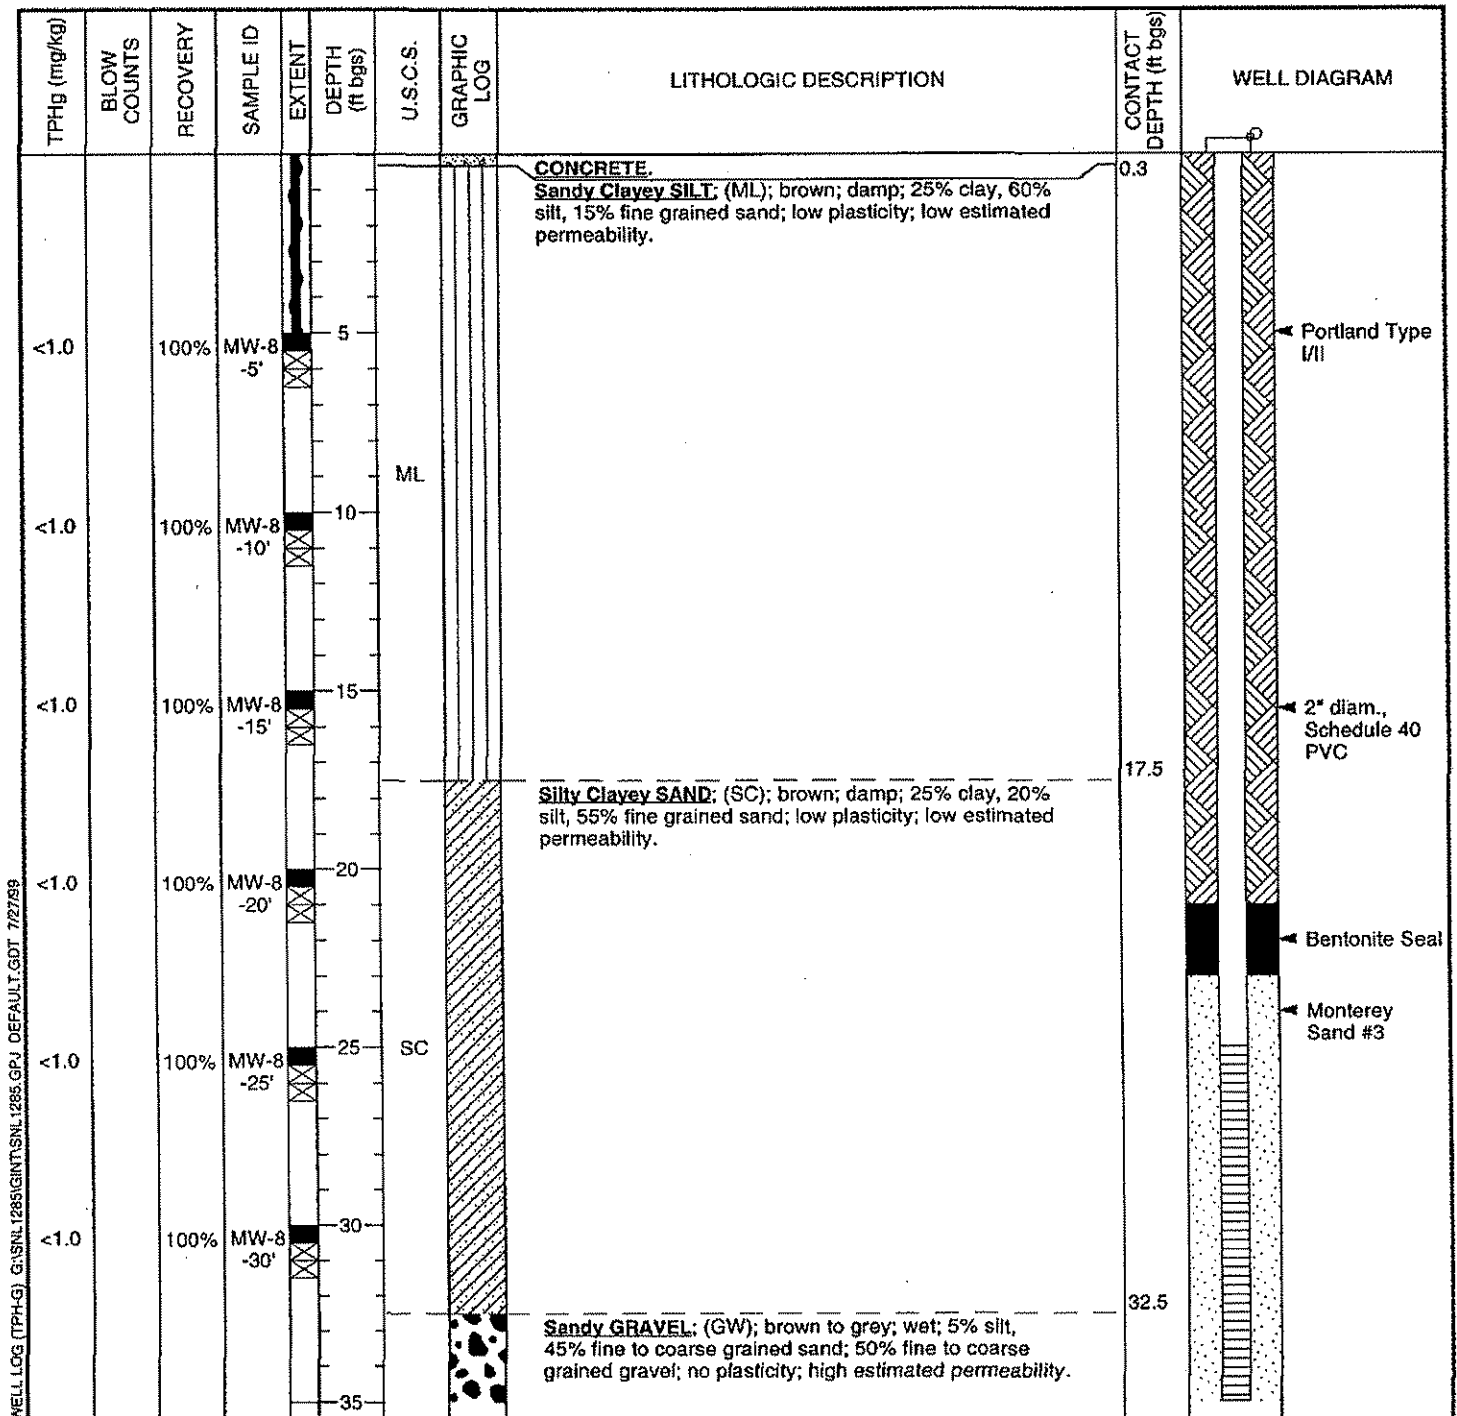 TPHg (mg/kg)
BLOW
COUNTS
RECOVERY
SAMPLE ID
EXTENT
DEPTH
(ft bgs)
U.S.C.S.
GRAPHIC
LOG
LITHOLOGIC DESCRIPTION
CONTACT
DEPTH (ft bgs)
WELL DIAGRAM
CONCRETE.
0.3
Sandy Clayey SILT; (ML); brown; damp; 25% clay, 60%
silt, 15% fine grained sand; low plasticity; low estimated
permeability.
<1.0
100%
MW-8
-5'
5
Portland Type
I/II
ML
<1.0
100%
MW-8
-10'
10
<1.0
100%
MW-8
-15'
15
2" diam.,
Schedule 40
PVC
17.5
Silty Clayey SAND; (SC); brown; damp; 25% clay, 20%
silt, 55% fine grained sand; low plasticity; low estimated
permeability.
<1.0
100%
MW-8
-20'
20
Bentonite Seal
Monterey
Sand #3
<1.0
100%
MW-8
-25'
25
SC
<1.0
100%
MW-8
-30'
30
32.5
Sandy GRAVEL; (GW); brown to grey; wet; 5% silt,
45% fine to coarse grained sand; 50% fine to coarse
grained gravel; no plasticity; high estimated permeability.
35
WELL LOG (TPH-G) G:\SNL1285\GINT\SNL1285.GPJ DEFAULT.GDT 7/27/99